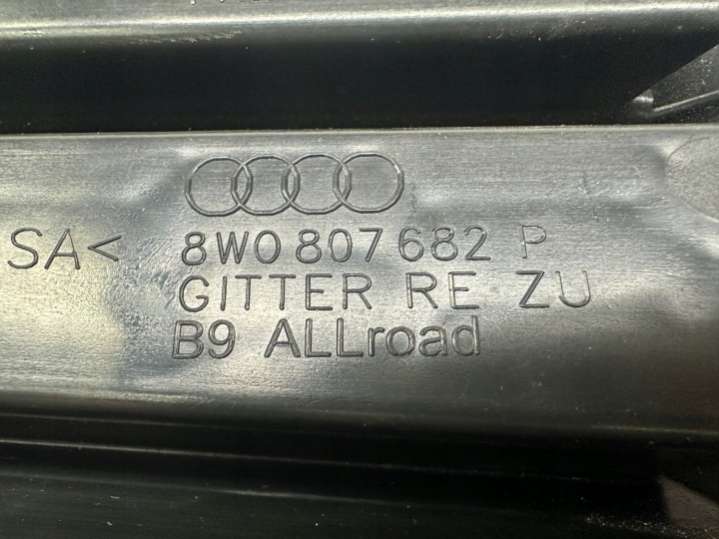 SA< 8W0 807 682 P
GITTER RE ZU
B9 ALLroad